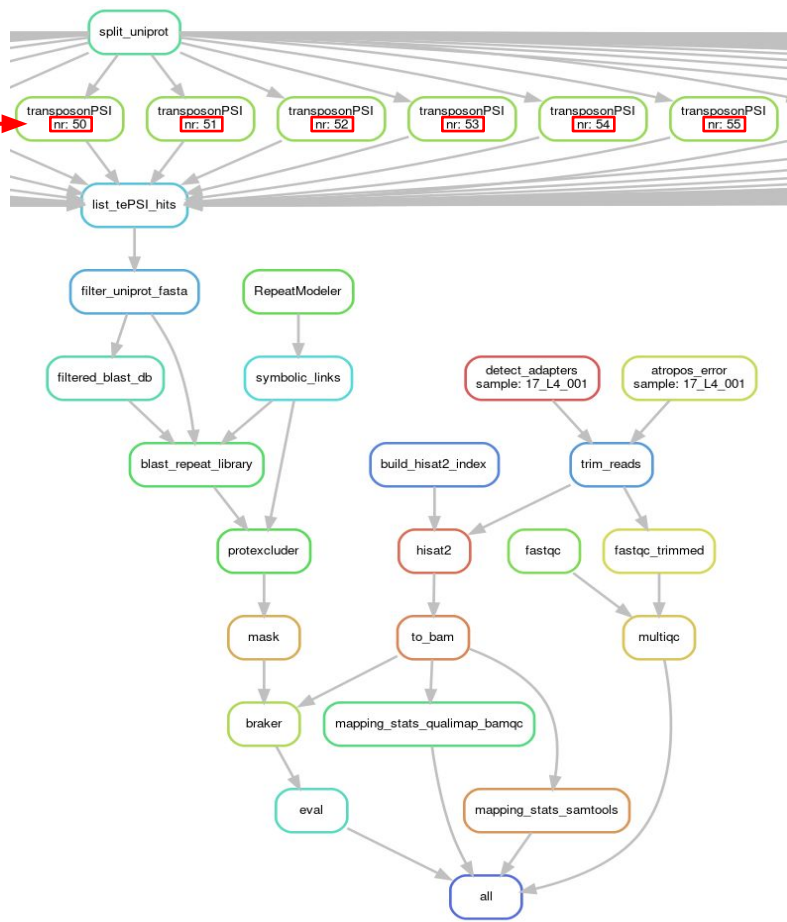 split_uniprot
transposonPSI
nr: 50
transposonPSI
nr: 51
transposonPSI
nr: 52
transposonPSI
nr: 53
transposonPSI
nr: 54
transposonPSI
nr: 55
list_tePSI_hits
filter_uniprot_fasta
RepeatModeler
filtered_blast_db
symbolic_links
detect_adapters
sample: 17_L4_001
atropos_error
sample: 17_L4_001
blast_repeat_library
build_hisat2_index
trim_reads
protexcluder
hisat2
fastqc
fastqc_trimmed
mask
to_bam
multiqc
braker
mapping_stats_qualimap_bamqc
eval
mapping_stats_samtools
all